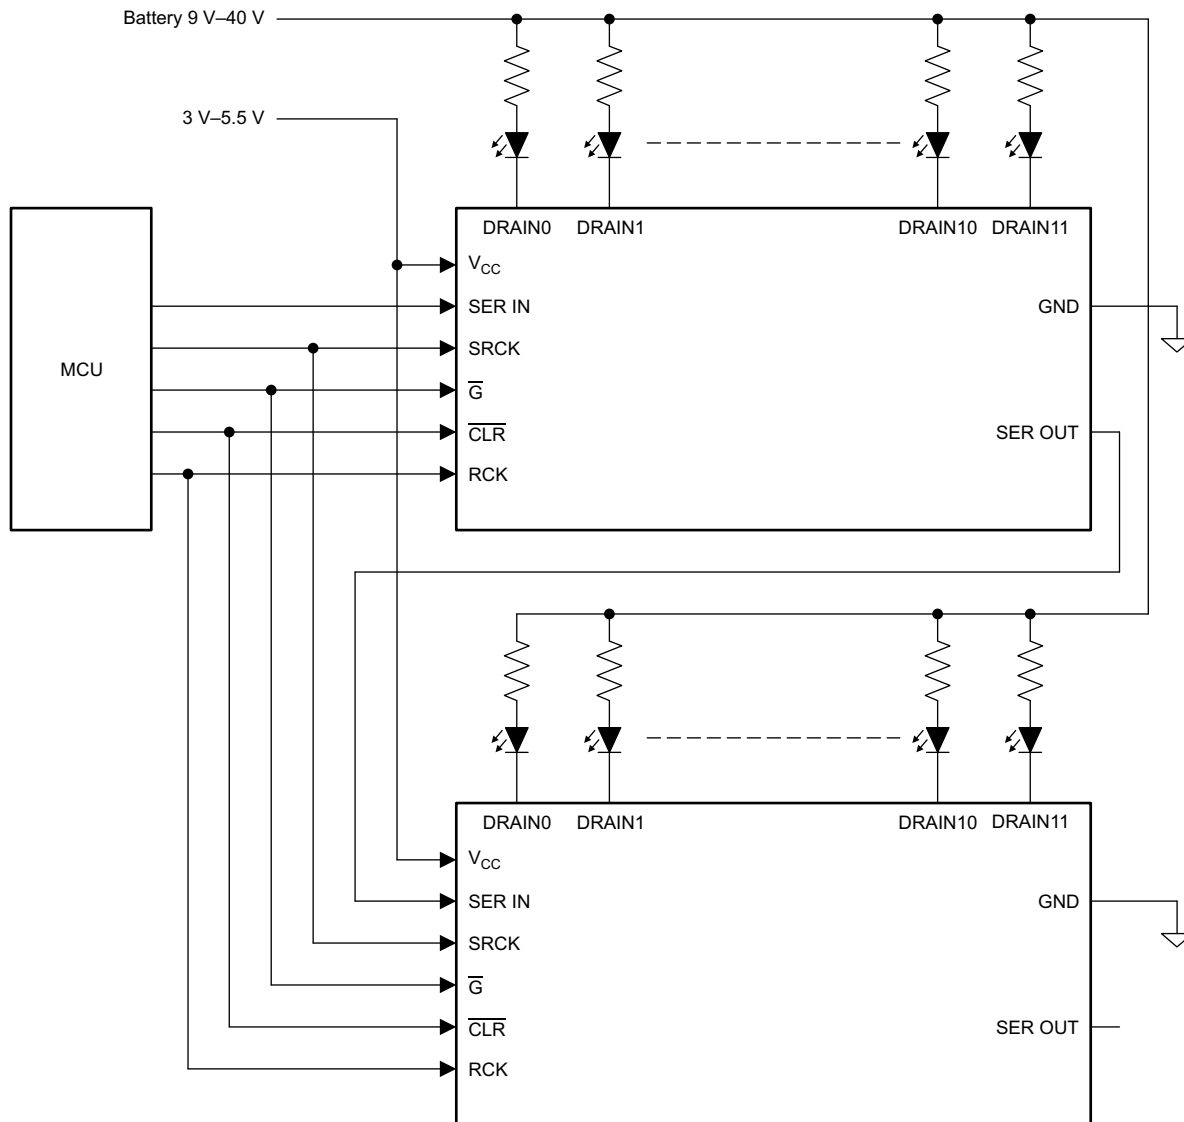 Battery 9 V–40 V
3 V–5.5 V
MCU
DRAIN0 DRAIN1 DRAIN10 DRAIN11
VCC
SER IN
GND
SRCK
G
CLR
SER OUT
RCK
DRAIN0 DRAIN1 DRAIN10 DRAIN11
VCC
SER IN
GND
SRCK
G
CLR
SER OUT
RCK